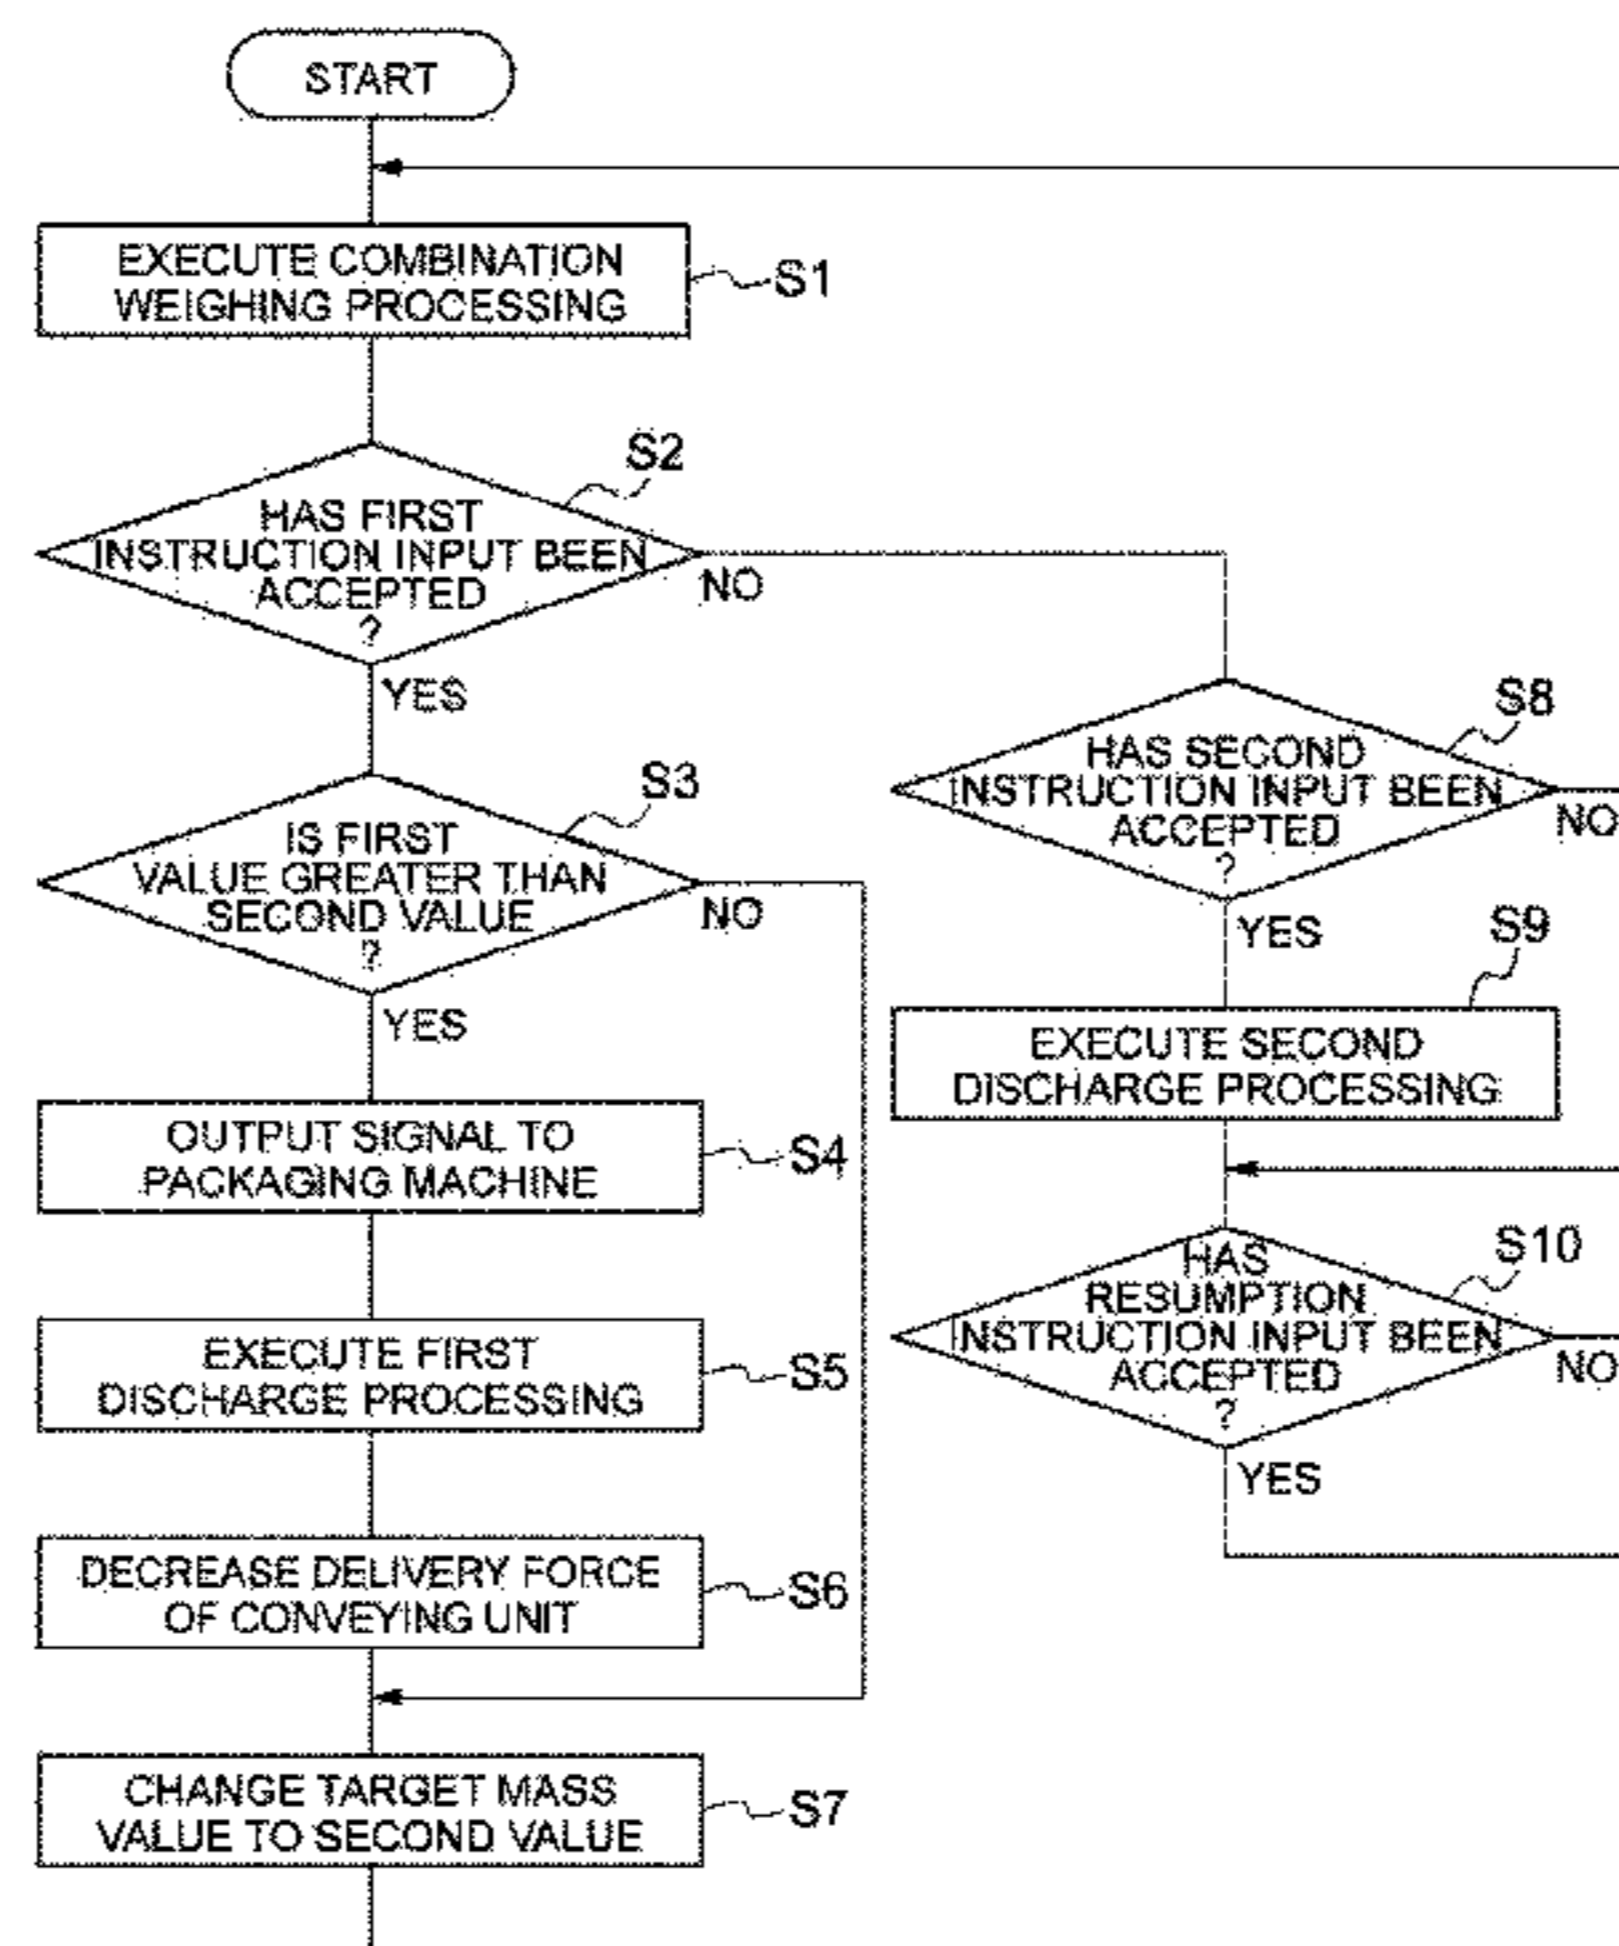 START
EXECUTE COMBINATION
WEIGHING PROCESSING
S1
S2
HAS FIRST
INSTRUCTION INPUT BEEN
ACCEPTED
?
NO
YES
S3
IS FIRST
VALUE GREATER THAN
SECOND VALUE
?
NO
YES
OUTPUT SIGNAL TO
PACKAGING MACHINE
S4
EXECUTE FIRST
DISCHARGE PROCESSING
S5
DECREASE DELIVERY FORCE
OF CONVEYING UNIT
S6
CHANGE TARGET MASS
VALUE TO SECOND VALUE
S7
S8
HAS SECOND
INSTRUCTION INPUT BEEN
ACCEPTED
?
NO
YES
S9
EXECUTE SECOND
DISCHARGE PROCESSING
S10
HAS
RESUMPTION
INSTRUCTION INPUT BEEN
ACCEPTED
?
NO
YES